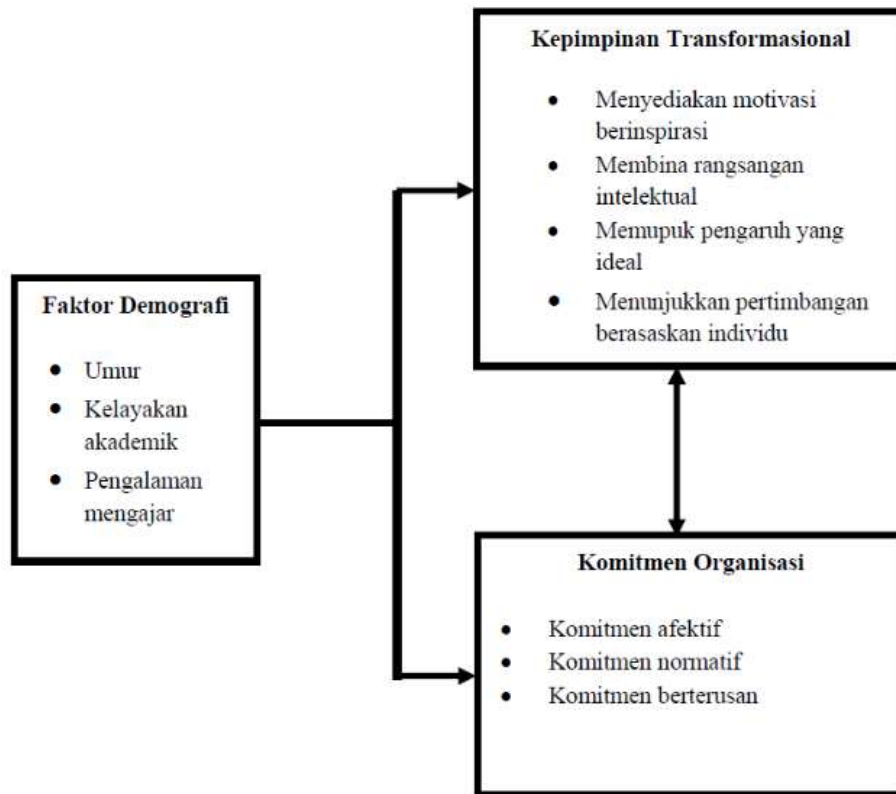 Kepimpinan Transformasional
• Menyediakan motivasi
berinspirasi
• Membina rangsangan
intelektual
• Memupuk pengaruh yang
ideal
• Menunjukkan pertimbangan
berasaskan individu
Faktor Demografi
• Umur
• Kelayakan
akademik
• Pengalaman
mengajar
Komitmen Organisasi
• Komitmen afektif
• Komitmen normatif
• Komitmen berterusan